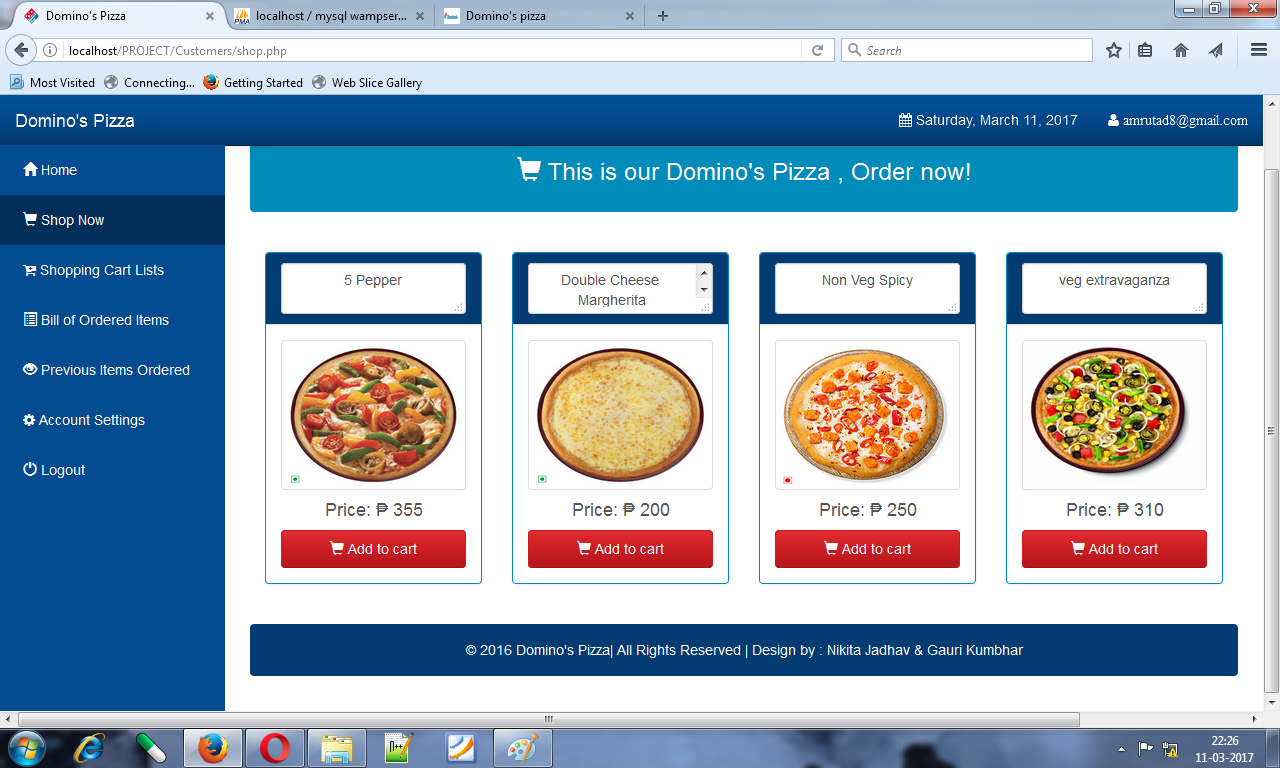 Domino's Pizza
localhost / mysql wampser...
Domino's pizza
localhost/PROJECT/Customers/shop.php
Search
Most Visited
Connecting...
Getting Started
Web Slice Gallery
Domino's Pizza
Saturday, March 11, 2017
amrutad8@gmail.com
Home
Shop Now
Shopping Cart Lists
Bill of Ordered Items
Previous Items Ordered
Account Settings
Logout
This is our Domino's Pizza , Order now!
5 Pepper
Price: ₱ 355
Add to cart
Double Cheese
Margherita
Price: ₱ 200
Add to cart
Non Veg Spicy
Price: ₱ 250
Add to cart
veg extravaganza
Price: ₱ 310
Add to cart
© 2016 Domino's Pizza| All Rights Reserved | Design by : Nikita Jadhav & Gauri Kumbhar
22:26
11-03-2017